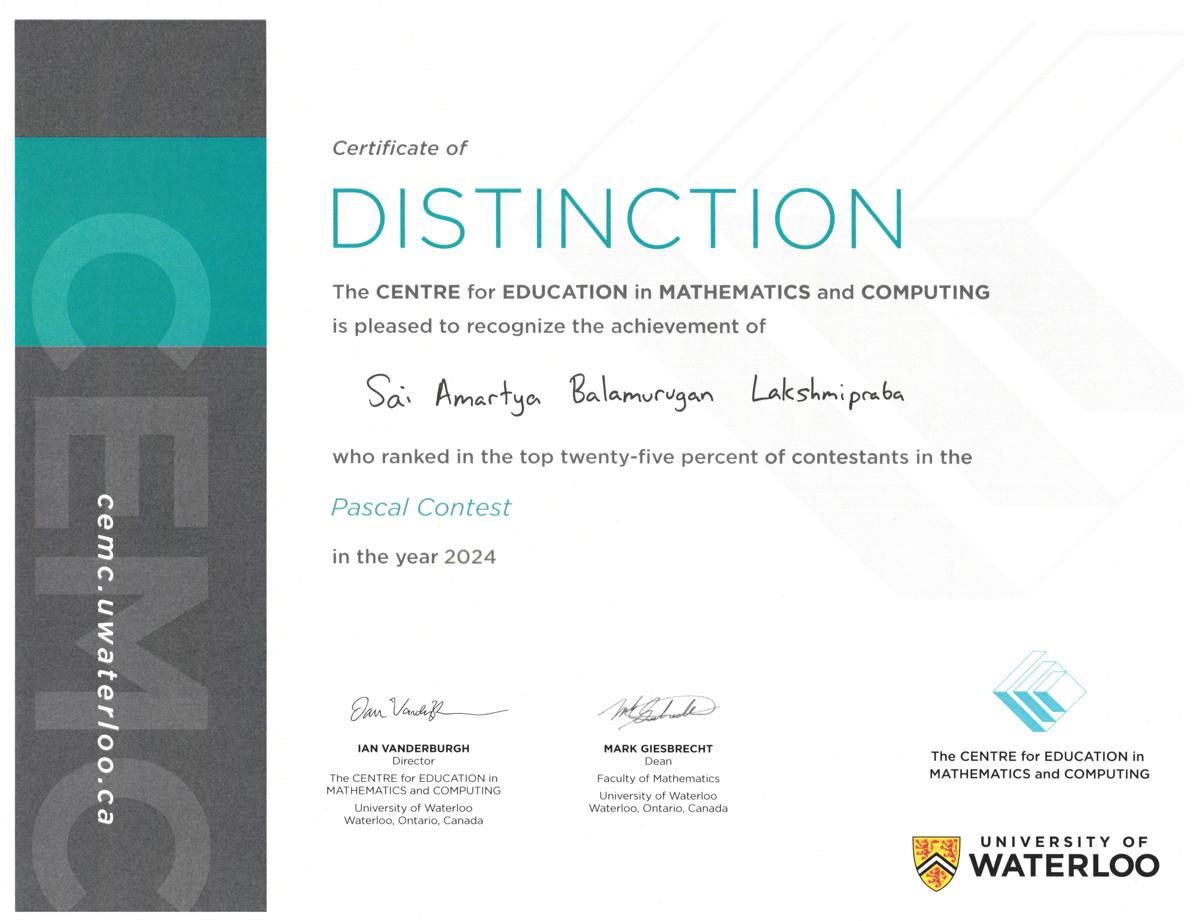 Certificate of
DISTINCTION
The CENTRE for EDUCATION in MATHEMATICS and COMPUTING
is pleased to recognize the achievement of
Sai Amartya Balamurugan Lakshmipraba
who ranked in the top twenty-five percent of contestants in the
Pascal Contest
in the year 2024
IAN VANDERBURGH
Director
The CENTRE for EDUCATION in
MATHEMATICS and COMPUTING
University of Waterloo
Waterloo, Ontario, Canada
MARK GIESBRECHT
Dean
Faculty of Mathematics
University of Waterloo
Waterloo, Ontario, Canada
The CENTRE for EDUCATION in
MATHEMATICS and COMPUTING
UNIVERSITY OF
WATERLOO
CEMC
cemc.uwaterloo.ca